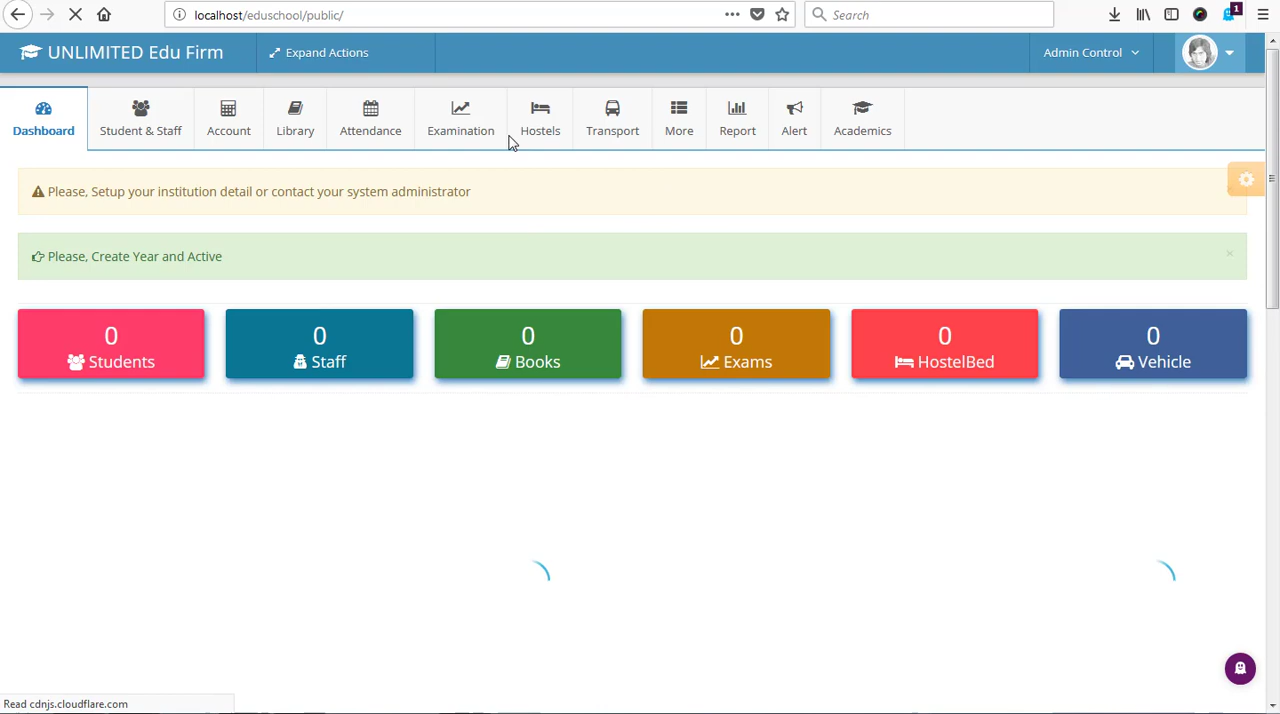 localhost/eduschool/public/
Search
1
UNLIMITED Edu Firm
Expand Actions
Admin Control
Dashboard
Student & Staff
Account
Library
Attendance
Examination
Hostels
Transport
More
Report
Alert
Academics
Please, Setup your institution detail or contact your system administrator
Please, Create Year and Active
×
0
Students
0
Staff
0
Books
0
Exams
0
HostelBed
0
Vehicle
Read cdnjs.cloudflare.com